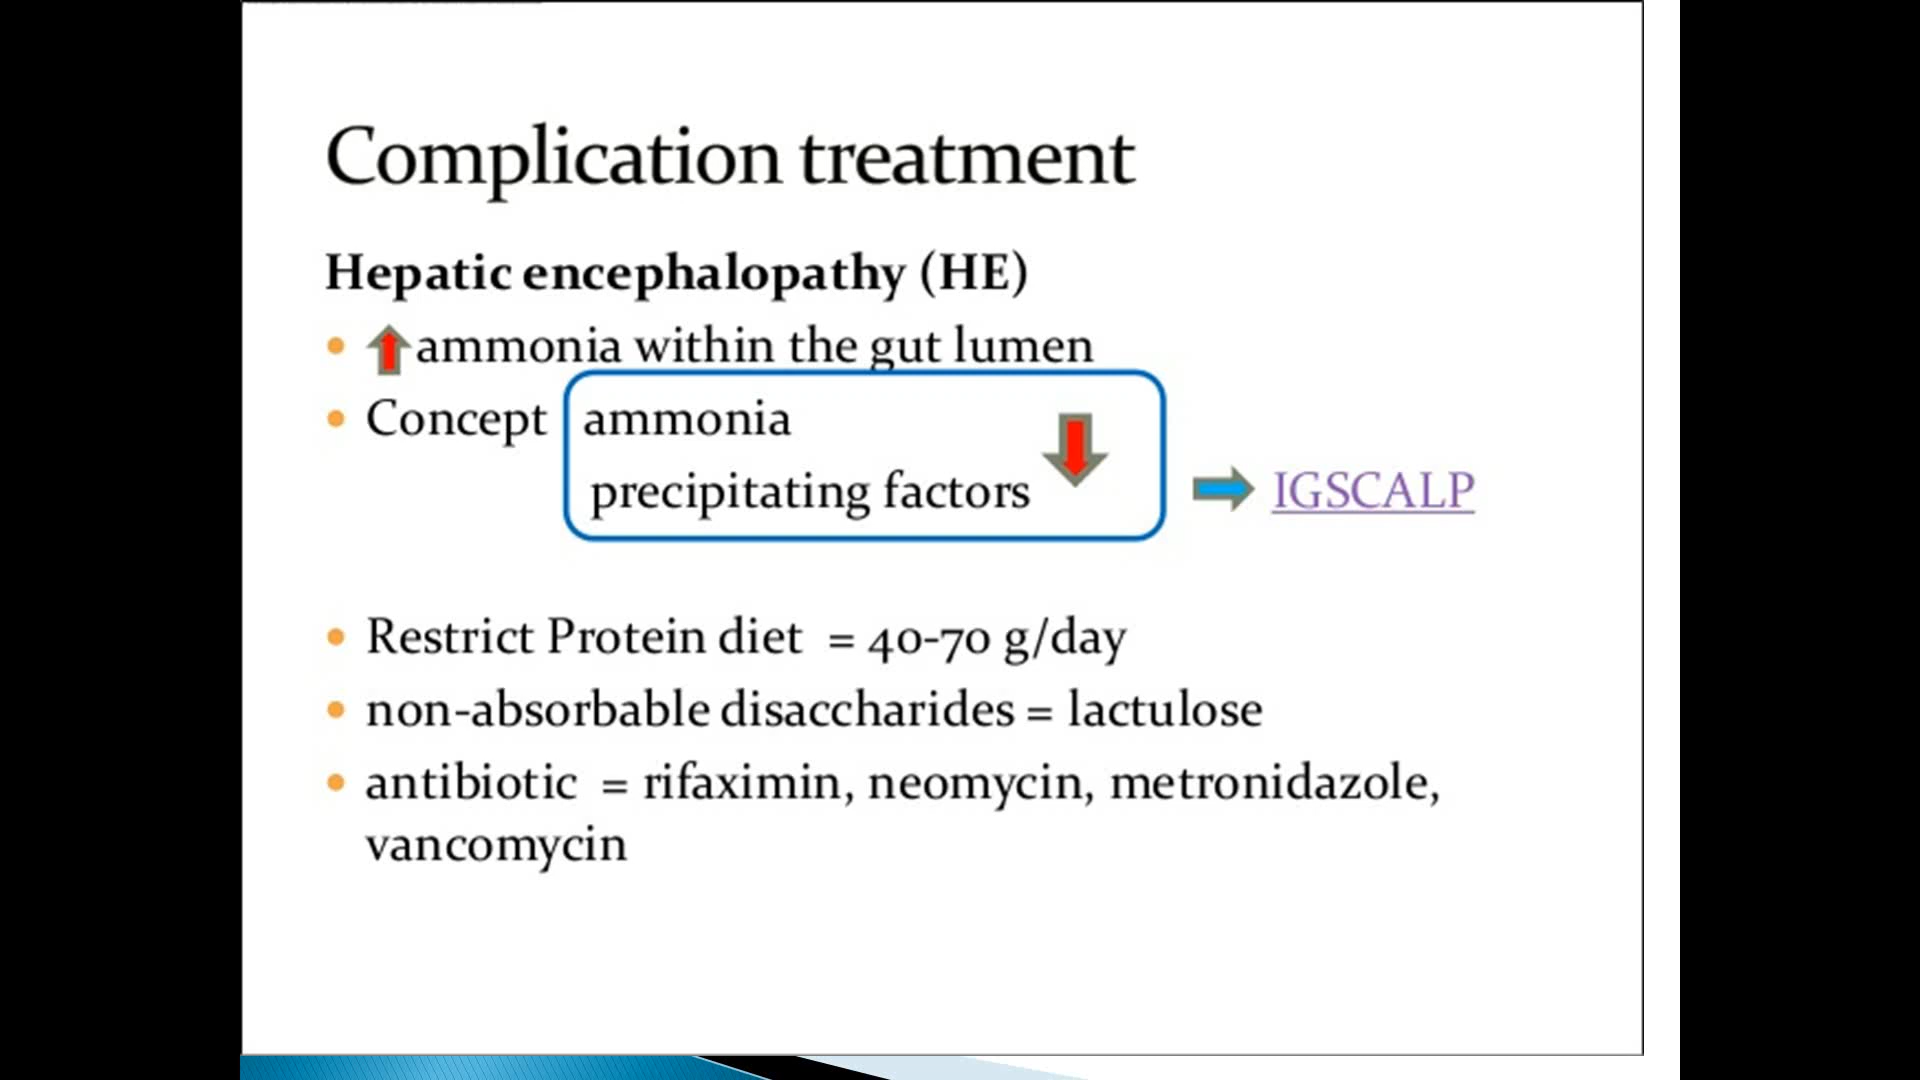 Complication treatment
Hepatic encephalopathy (HE)
ammonia within the gut lumen
Concept ammonia
precipitating factors
IGSCALP
Restrict Protein diet = 40-70 g/day
non-absorbable disaccharides = lactulose
antibiotic = rifaximin, neomycin, metronidazole,
vancomycin